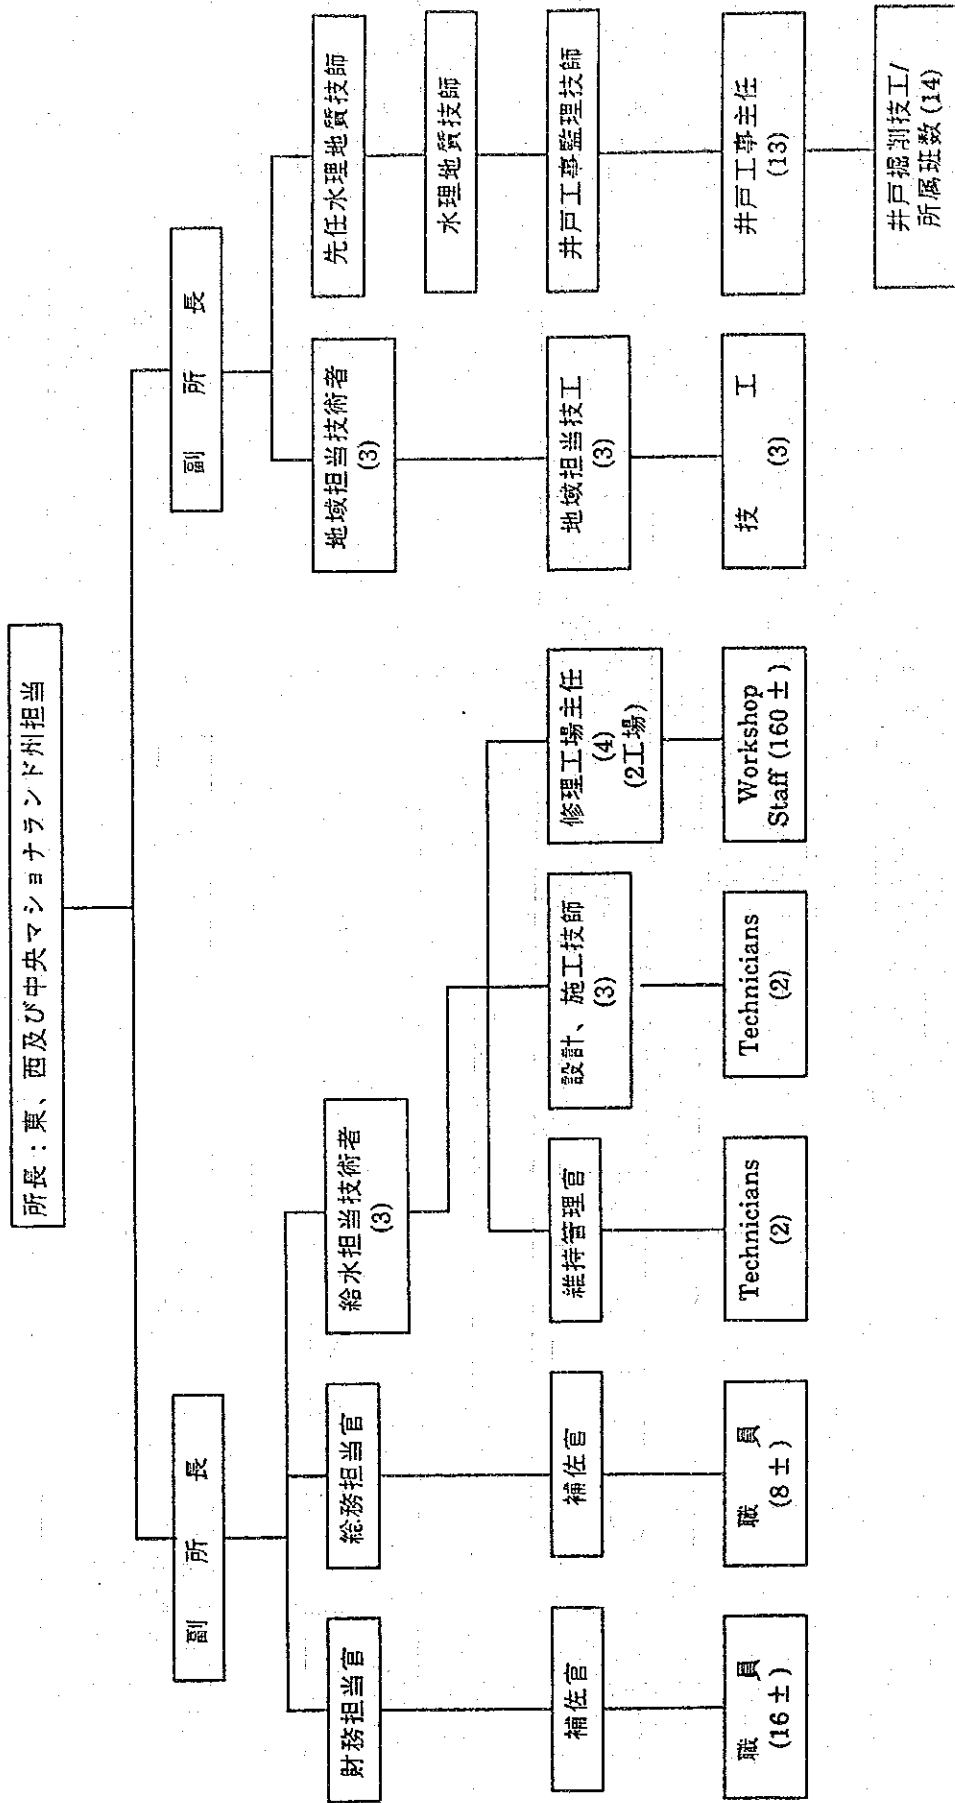 所長：東、西及び中央マショナランド州担当
副所長
副所長
財務担当官
総務担当官
給水担当技術者
(3)
地域担当技術者
(3)
先任水理地質技師
水理地質技師
補佐官
補佐官
維持管理官
設計、施工技師
(3)
修理工場主任
(4)
(2工場)
地域担当技工
(3)
井戸工事監理技師
職員
(16±)
職員
(8±)
Technicians
(2)
Technicians
(2)
Workshop
Staff (160±)
技工
(3)
井戸工事主任
(13)
井戸掘削技工/
所属班数 (14)